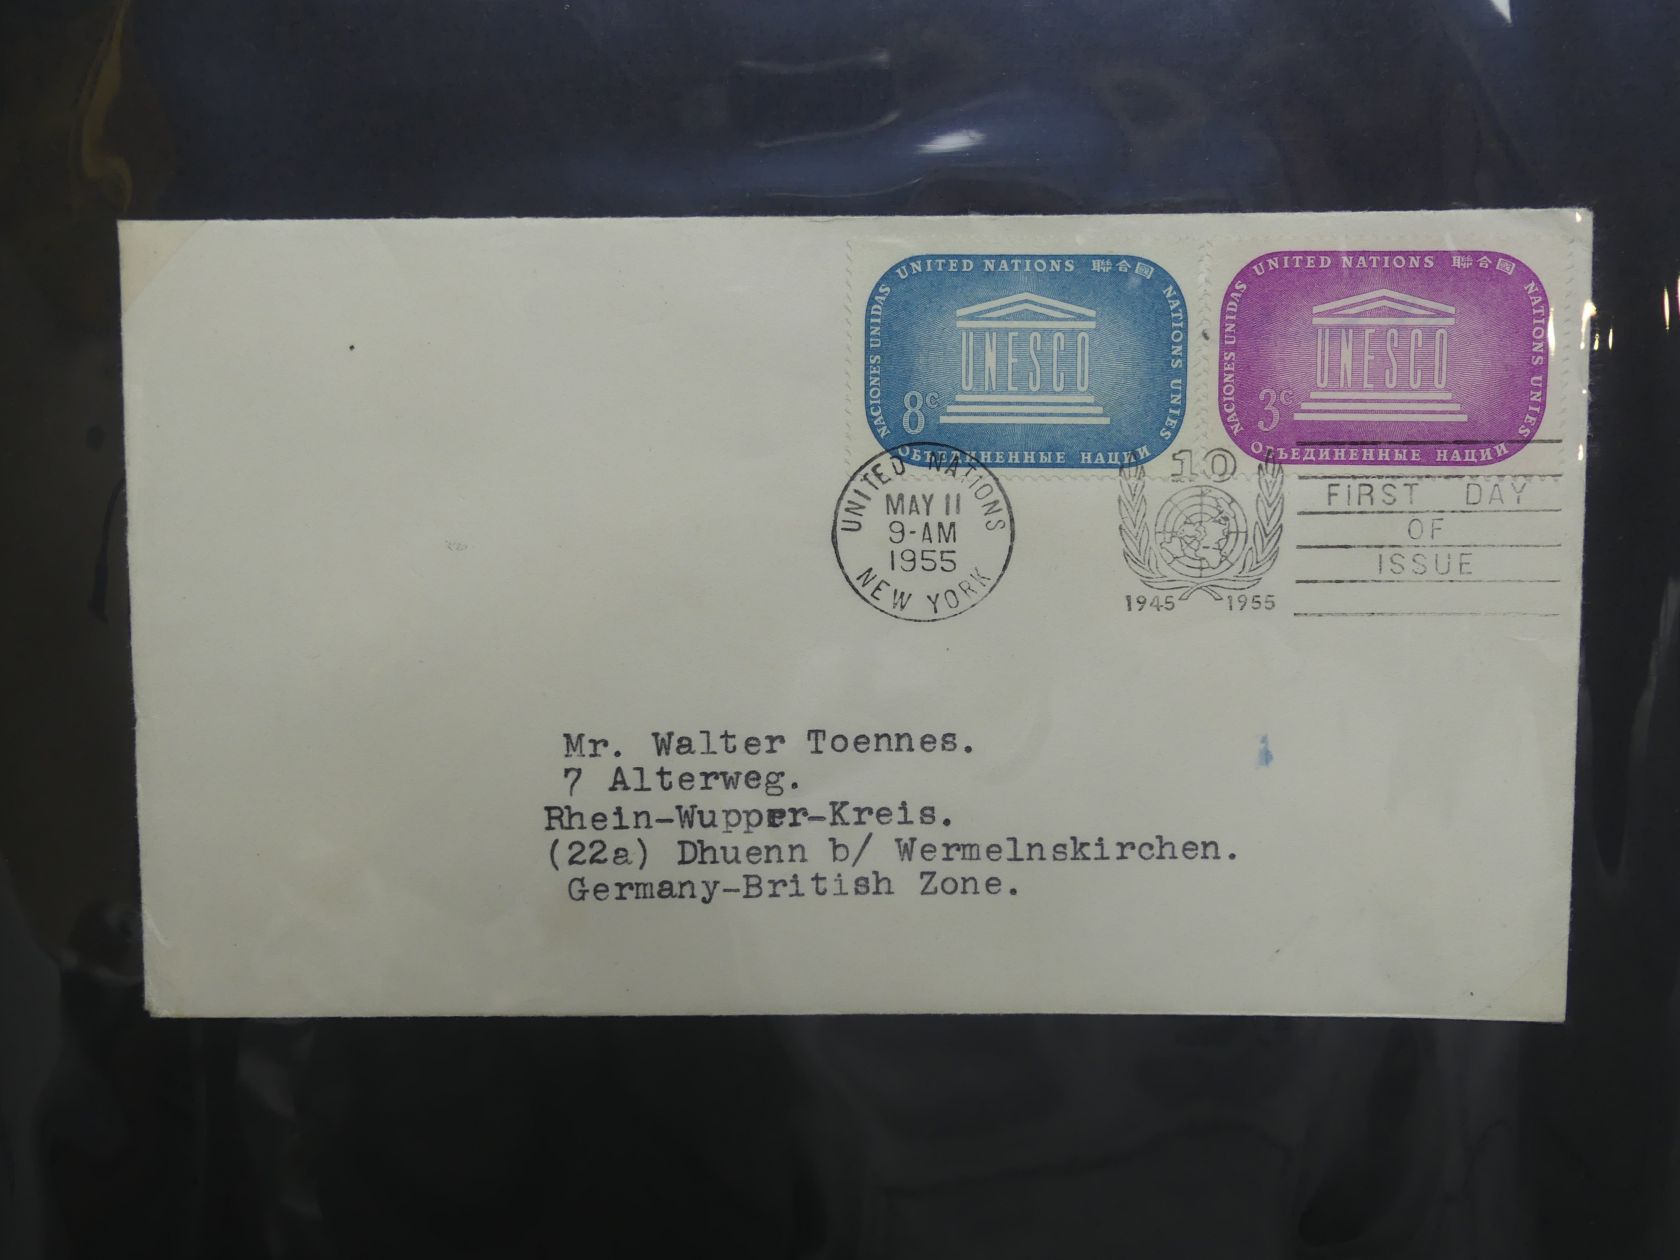 UNITED NATIONS 聯合國
NACIONES UNIDAS
NATIONS UNIES
UNESCO
8c
ОБЪЕДИНЕННЫЕ НАЦИИ
UNITED NATIONS 聯合國
NACIONES UNIDAS
NATIONS UNIES
UNESCO
3c
ОБЪЕДИНЕННЫЕ НАЦИИ
UNITED NATIONS
MAY 11
9-AM
1955
NEW YORK
10
1945 1955
FIRST DAY
OF
ISSUE
Mr. Walter Toennes.
7 Alterweg.
Rhein-Wupper-Kreis.
(22a) Dhuenn b/ Wermelnskirchen.
Germany-British Zone.